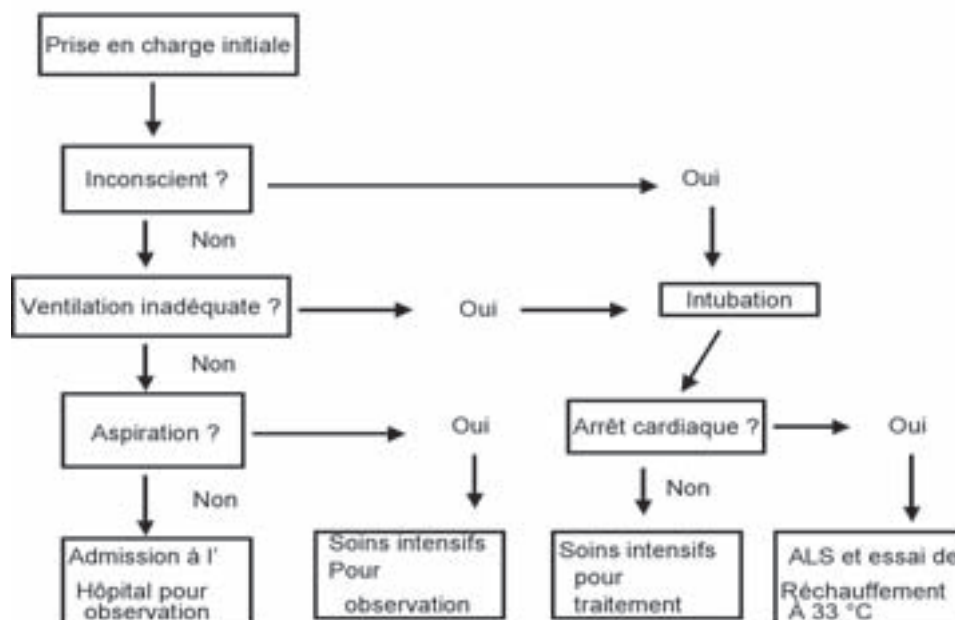 Prise en charge initiale
Inconscient ?
Oui
Non
Ventilation inadéquate ?
Oui
Intubation
Non
Aspiration ?
Oui
Arrêt cardiaque ?
Oui
Non
Non
Admission á l'
Hôpital pour
observation
Soins intensifs
Pour
observation
Soins intensifs
pour
traitement
ALS et essai de
Réchauffement
À 33 °C